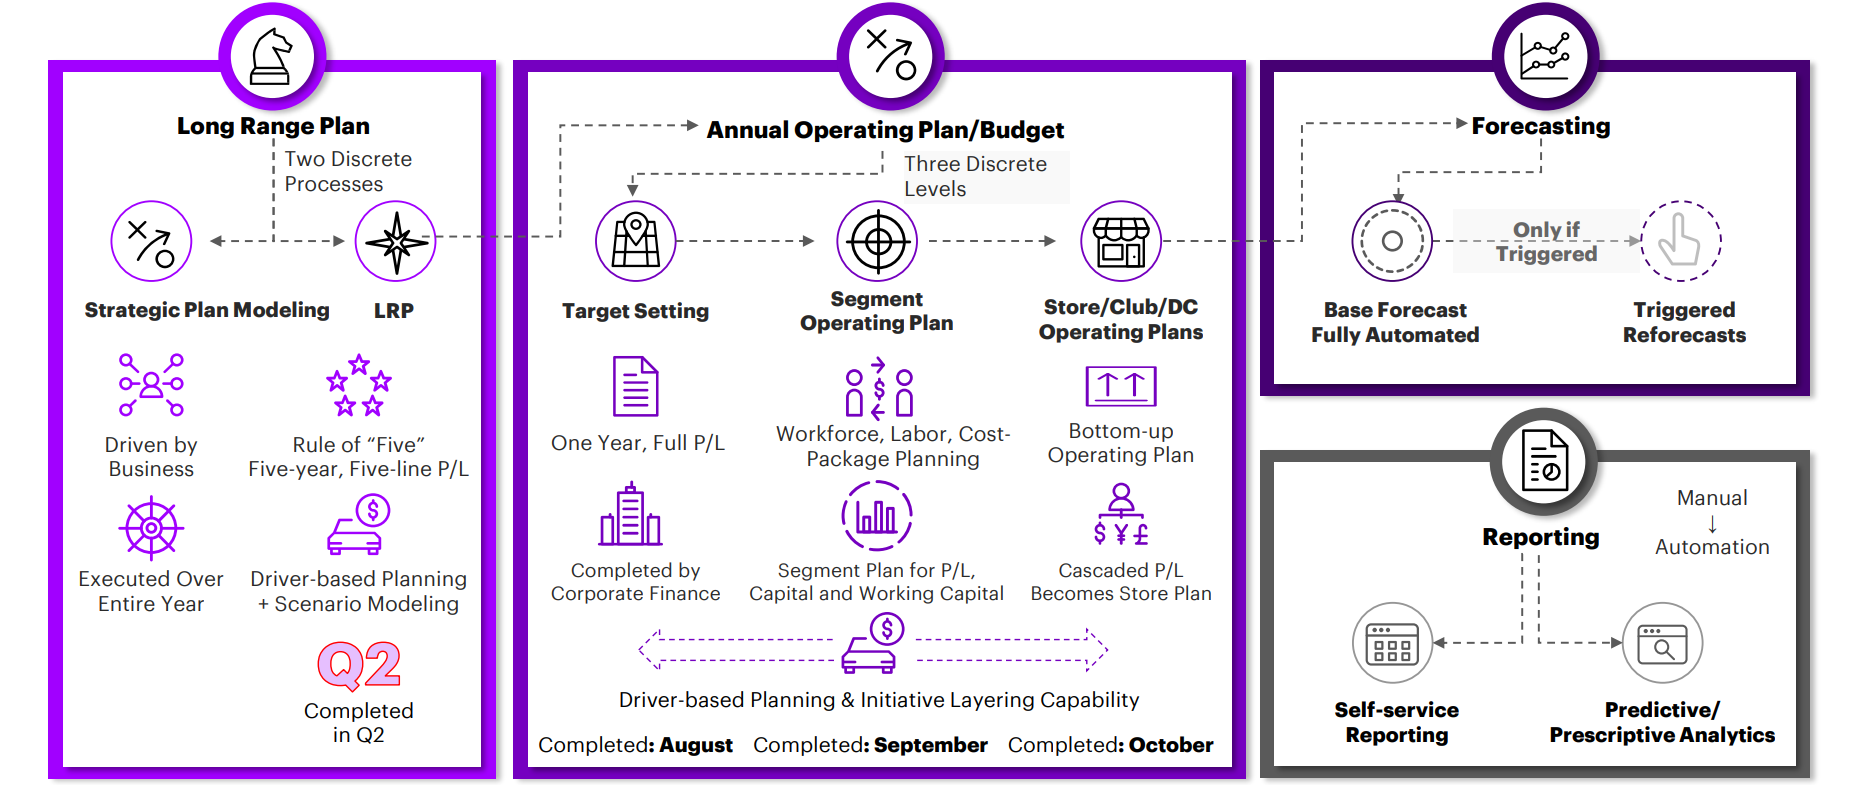 Long Range Plan
Two Discrete
Processes
Strategic Plan Modeling
LRP
Driven by
Business
Rule of “Five”
Five-year, Five-line P/L
Executed Over
Entire Year
Driver-based Planning
+ Scenario Modeling
Q2
Completed
in Q2
Annual Operating Plan/Budget
Three Discrete
Levels
Target Setting
Segment
Operating Plan
Store/Club/DC
Operating Plans
One Year, Full P/L
Workforce, Labor, Cost-
Package Planning
Bottom-up
Operating Plan
Completed by
Corporate Finance
Segment Plan for P/L,
Capital and Working Capital
Cascaded P/L
Becomes Store Plan
Driver-based Planning & Initiative Layering Capability
Completed: August
Completed: September
Completed: October
Forecasting
Only if
Triggered
Base Forecast
Fully Automated
Triggered
Reforecasts
Reporting
Manual
↓
Automation
Self-service
Reporting
Predictive/
Prescriptive Analytics